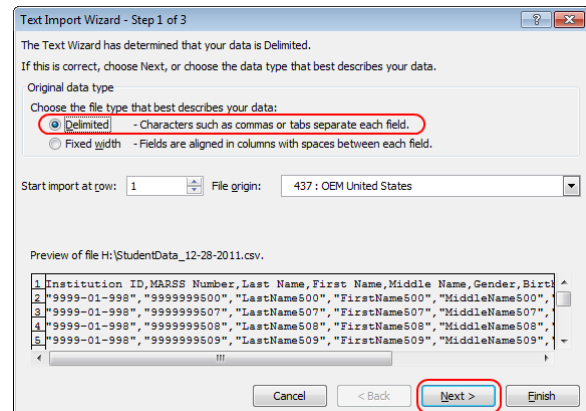 Text Import Wizard - Step 1 of 3
The Text Wizard has determined that your data is Delimited.
If this is correct, choose Next, or choose the data type that best describes your data.
Original data type
Choose the file type that best describes your data:
Delimited - Characters such as commas or tabs separate each field.
Fixed width - Fields are aligned in columns with spaces between each field.
Start import at row: 1 File origin: 437 : OEM United States
Preview of file H:\StudentData_12-28-2011.csv.
1 Institution ID,MARSS Number,Last Name,First Name,Middle Name,Gender,Birth
2 "9999-01-998","9999999500","LastName500","FirstName500","MiddleName500","
3 "9999-01-998","9999999507","LastName507","FirstName507","MiddleName507","
4 "9999-01-998","9999999508","LastName508","FirstName508","MiddleName508","
5 "9999-01-998","9999999509","LastName509","FirstName509","MiddleName509","
Cancel < Back Next > Finish